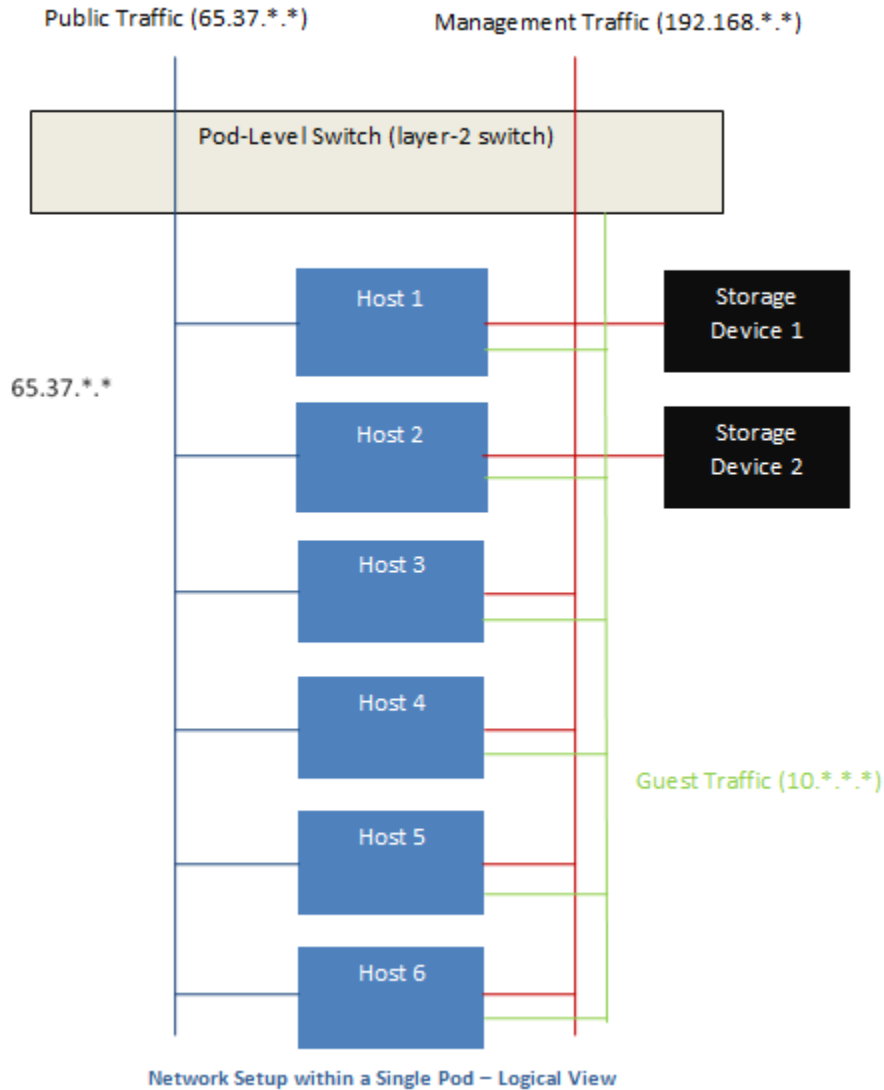 Public Traffic (65.37.*.*)
Management Traffic (192.168.*.*)
Pod-Level Switch (layer-2 switch)
Host 1
Storage
Device 1
65.37.*.*
Host 2
Storage
Device 2
Host 3
Host 4
Guest Traffic (10.*.*.*)
Host 5
Host 6
Network Setup within a Single Pod – Logical View